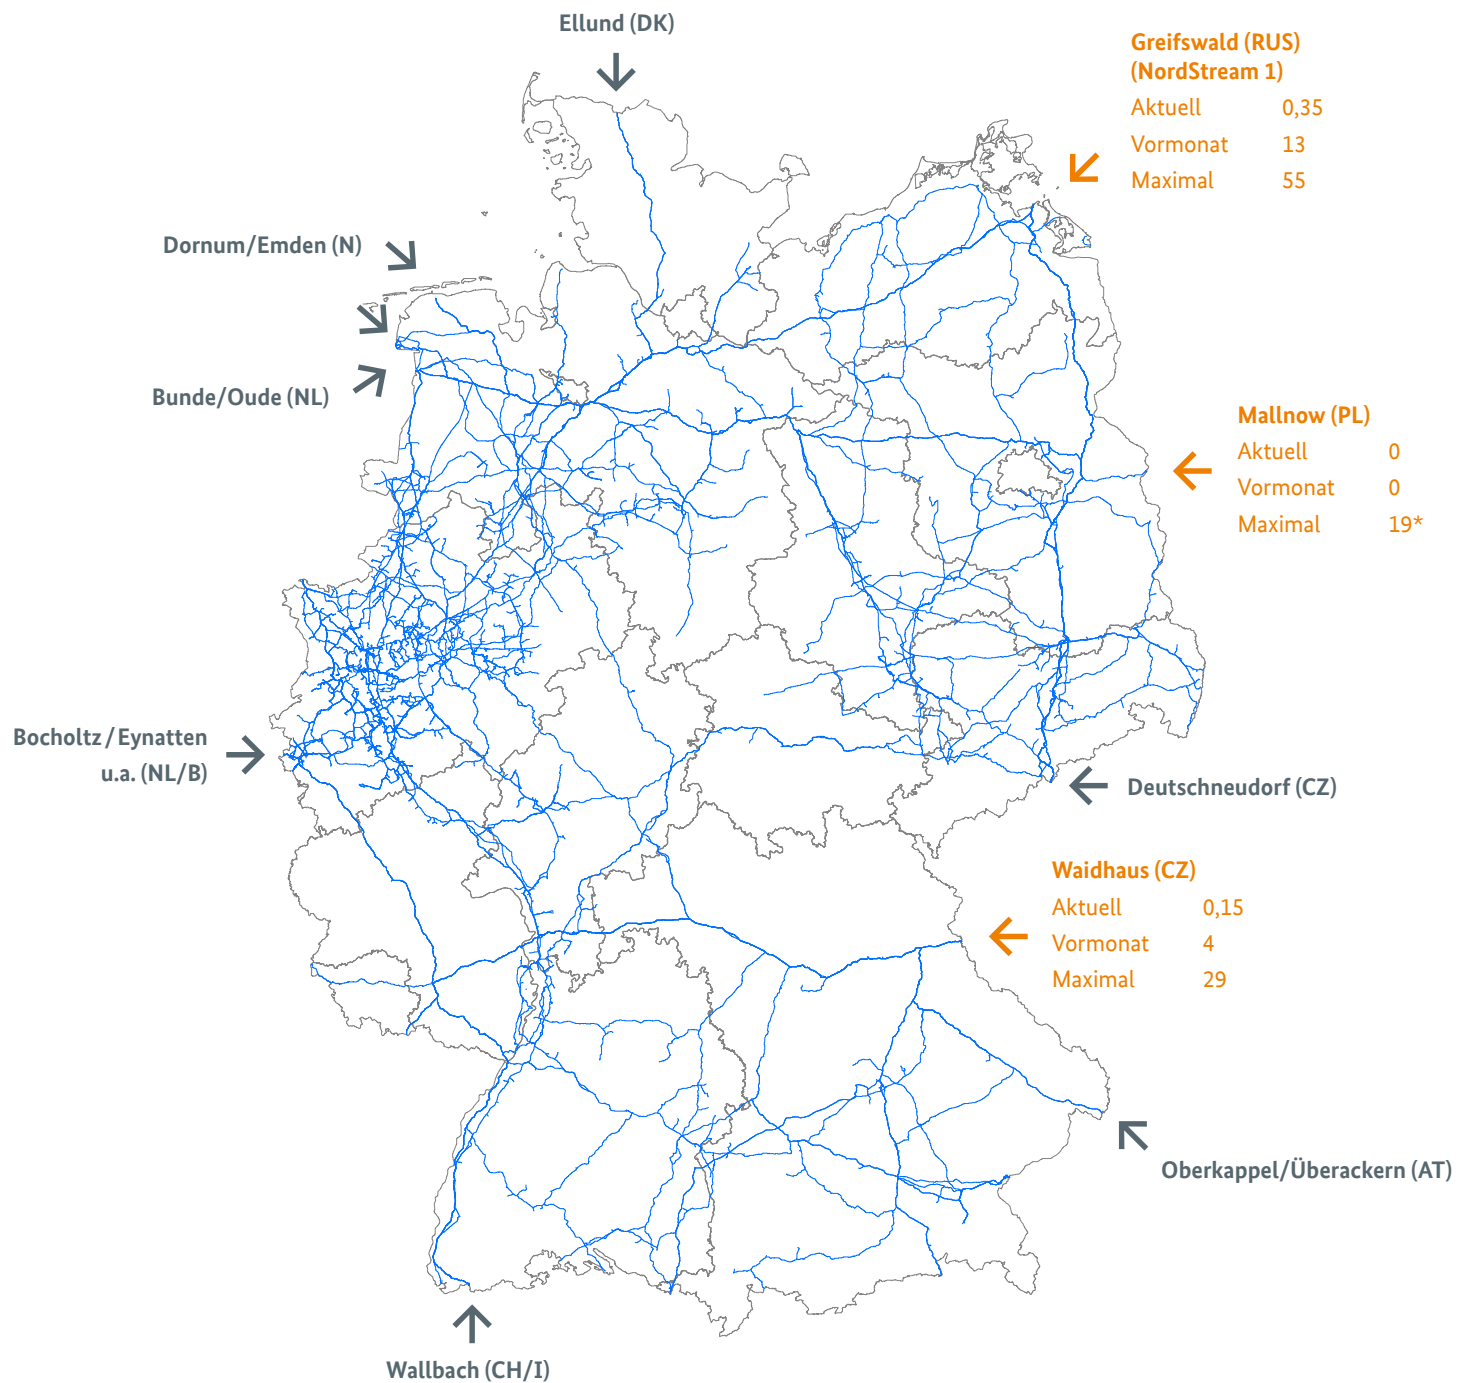 Ellund (DK)
Greifswald (RUS)
(NordStream 1)
Aktuell 0,35
Vormonat 13
Maximal 55
Dornum/Emden (N)
Bunde/Oude (NL)
Mallnow (PL)
Aktuell 0
Vormonat 0
Maximal 19*
Bocholtz / Eynatten
u.a. (NL/B)
Deutschneudorf (CZ)
Waidhaus (CZ)
Aktuell 0,15
Vormonat 4
Maximal 29
Oberkappel/Überackern (AT)
Wallbach (CH/I)